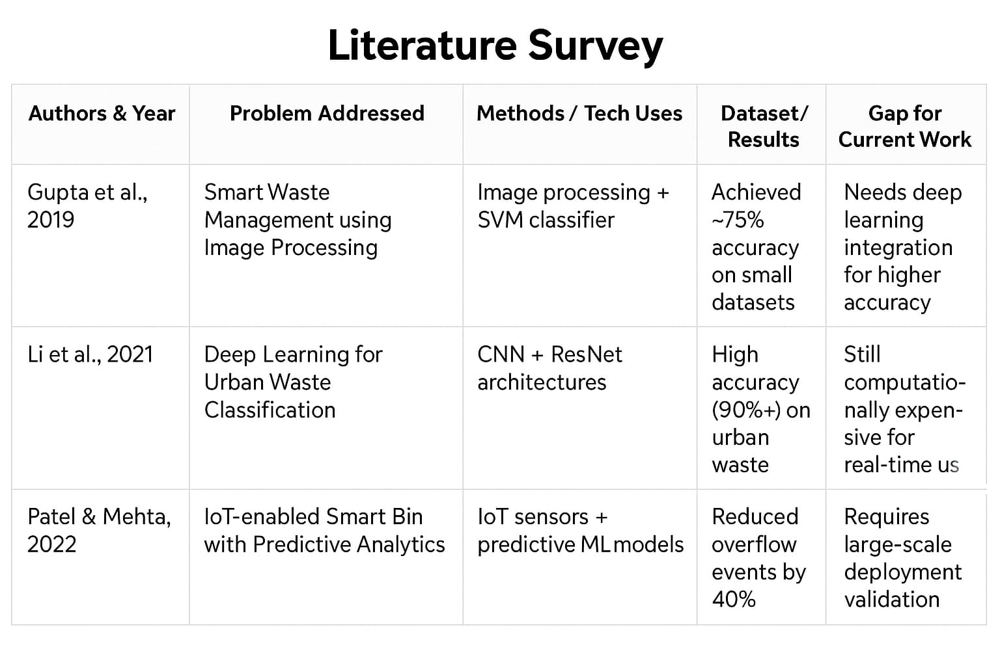 Literature Survey
Authors & Year
Problem Addressed
Methods / Tech Uses
Dataset/
Results
Gap for
Current Work
Gupta et al.,
2019
Smart Waste
Management using
Image Processing
Image processing +
SVM classifier
Achieved
~75%
accuracy
on small
datasets
Needs deep
learning
integration
for higher
accuracy
Li et al., 2021
Deep Learning for
Urban Waste
Classification
CNN + ResNet
architectures
High
accuracy
(90%+) on
urban
waste
Still
computatio-
nally expen-
sive for
real-time us
Patel & Mehta,
2022
IoT-enabled Smart Bin
with Predictive Analytics
IoT sensors +
predictive ML models
Reduced
overflow
events by
40%
Requires
large-scale
deployment
validation